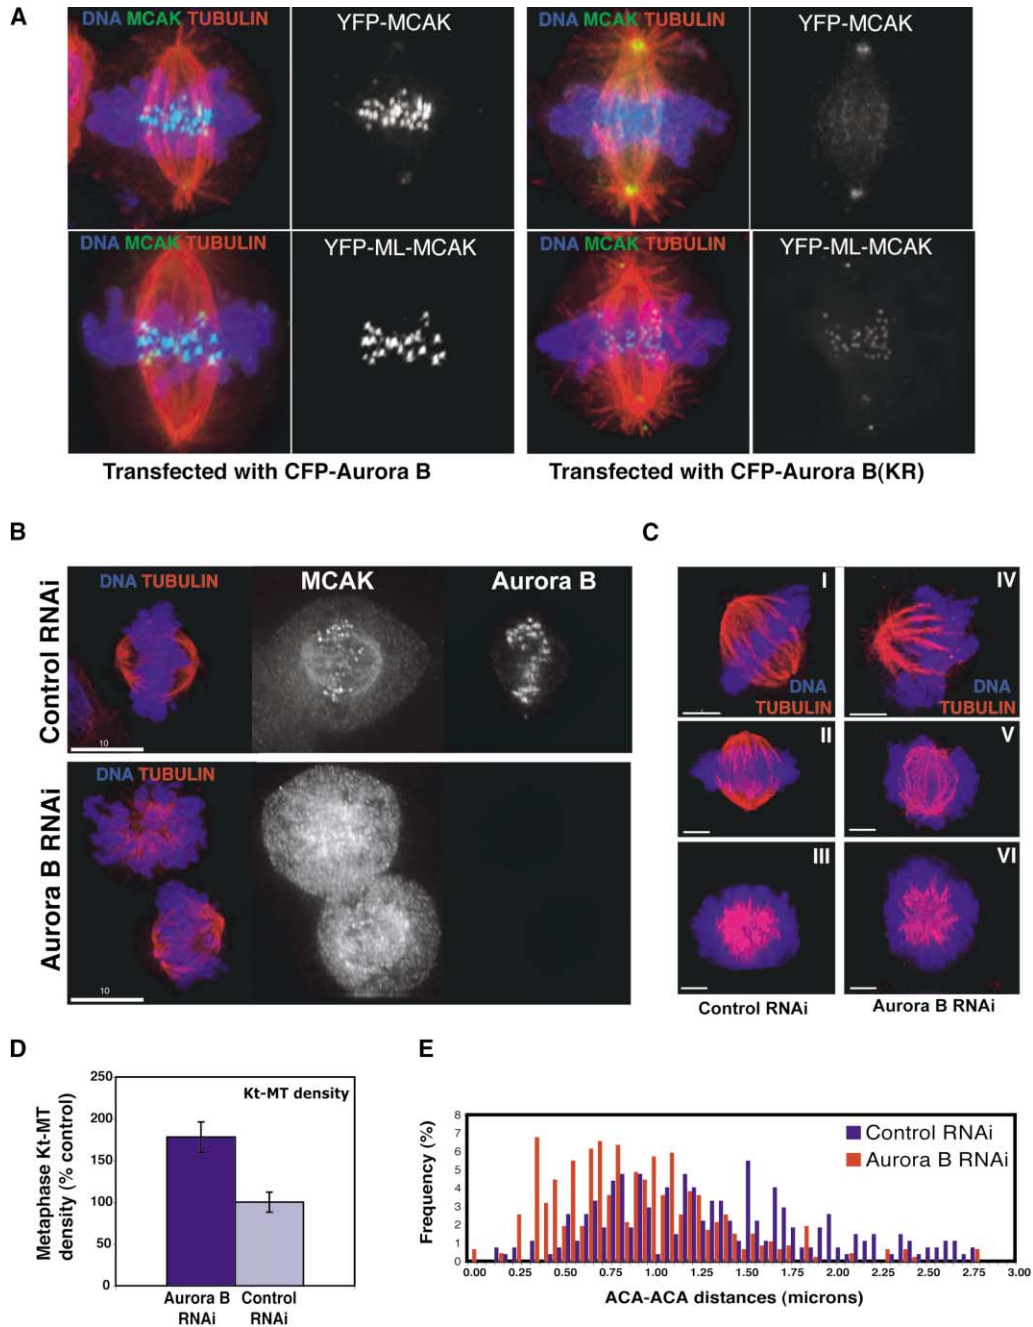 A
DNA MCAK TUBULIN
YFP-MCAK
DNA MCAK TUBULIN
YFP-MCAK
DNA MCAK TUBULIN
YFP-ML-MCAK
DNA MCAK TUBULIN
YFP-ML-MCAK
Transfected with CFP-Aurora B
Transfected with CFP-Aurora B(KR)
B
Control RNAi
DNA TUBULIN
MCAK
Aurora B
10
Aurora B RNAi
DNA TUBULIN
10
C
I
DNA
TUBULIN
IV
DNA
TUBULIN
II
V
III
VI
Control RNAi
Aurora B RNAi
D
Metaphase Kt-MT
density (% control)
250
200
150
100
50
0
Kt-MT density
Aurora B
RNAi
Control
RNAi
E
Frequency (%)
8
7
6
5
4
3
2
1
0
Control RNAi
Aurora B RNAi
0.00 0.25 0.50 0.75 1.00 1.25 1.50 1.75 2.00 2.25 2.50 2.75 3.00
ACA-ACA distances (microns)